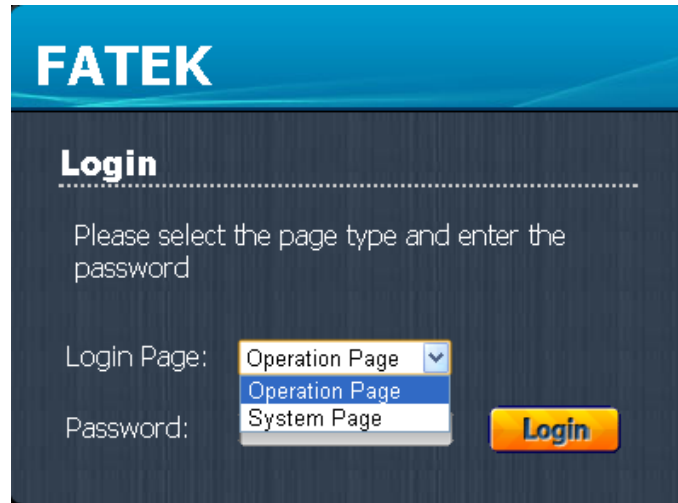 FATEK
Login
Please select the page type and enter the
password
Login Page: Operation Page
Operation Page
System Page
Password:
Login